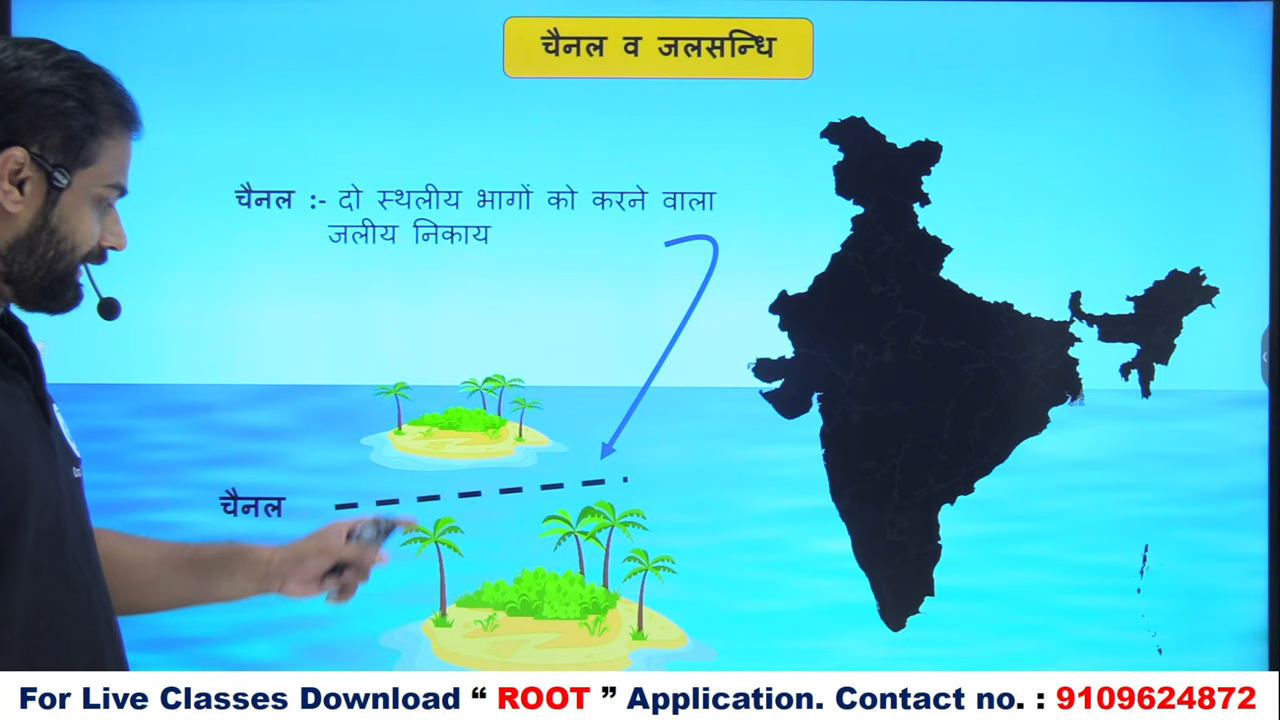 चैनल व जलसन्धि
चैनल :- दो स्थलीय भागों को करने वाला
जलीय निकाय
चैनल
For Live Classes Download “ ROOT ” Application. Contact no. : 9109624872